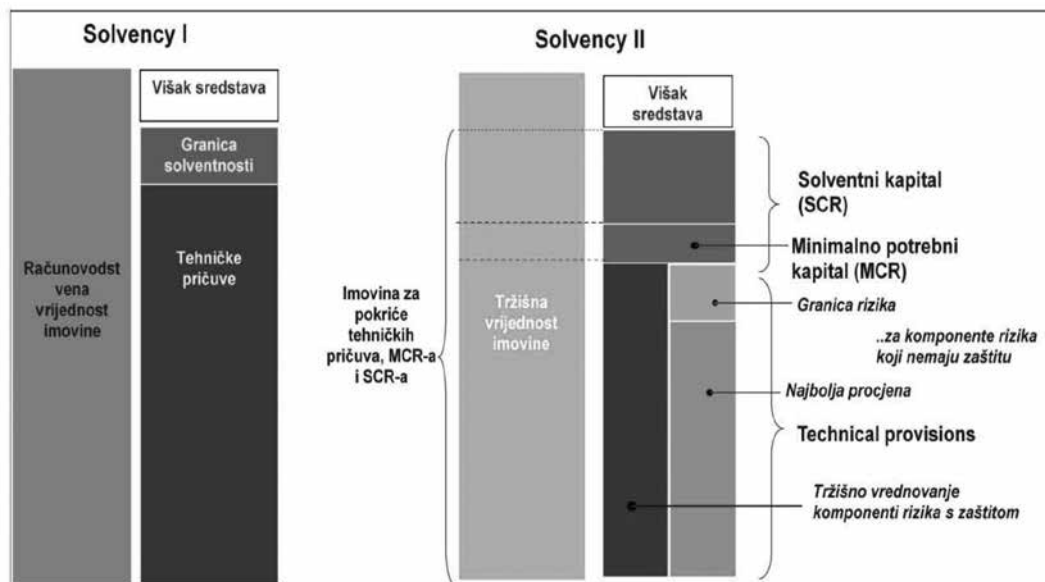 Solvency I
Solvency II
Višak sredstava
Granica
solventnosti
Tehničke
pričuve
Računovodst
vena
vrijednost
imovine
Višak
sredstava
Imovina za
pokriće
tehničkih
pričuva, MCR-a
i SCR-a
Tržišna
vrijednost
imovine
Solventni kapital
(SCR)
Minimalno potrebni
kapital (MCR)
Granica rizika
..za komponente rizika
koji nemaju zaštitu
Najbolja procjena
Technical provisions
Tržišno vrednovanje
komponenti rizika s zaštitom